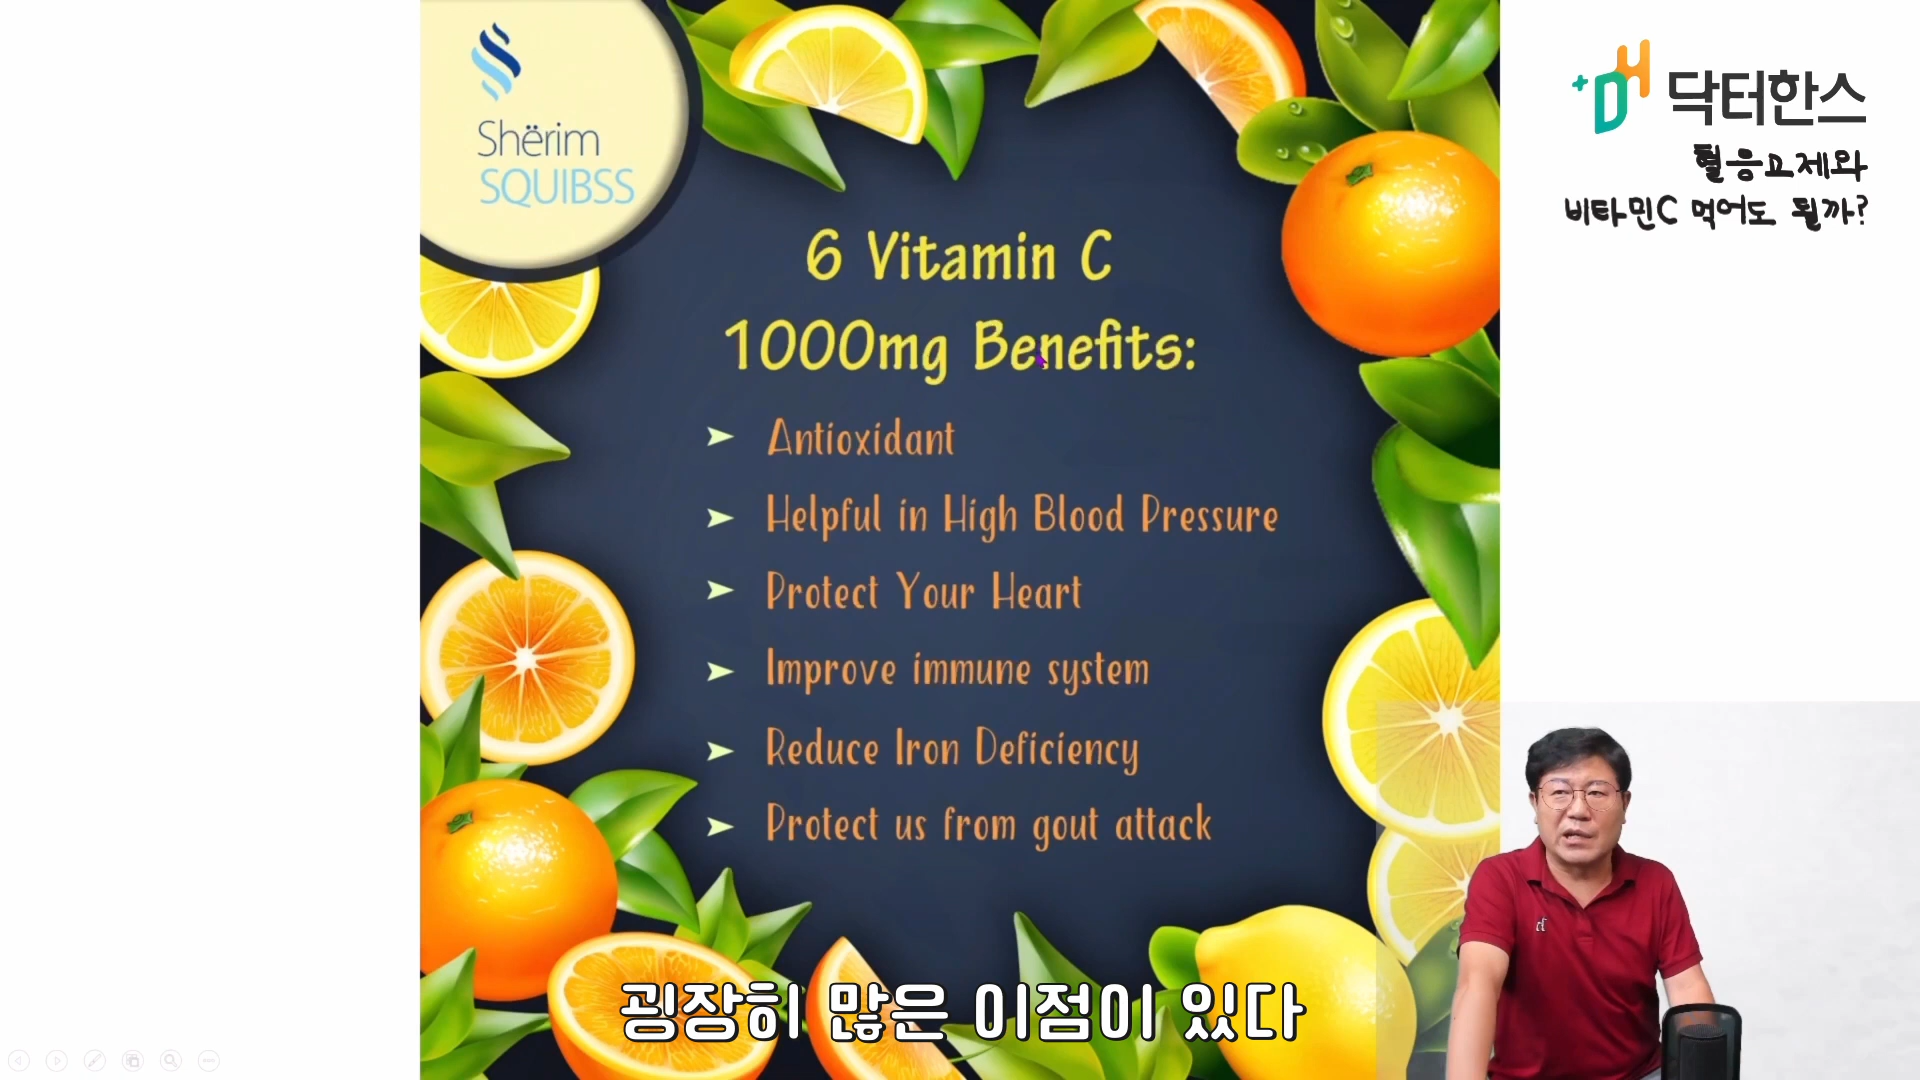 Shërim
SQUIBSS
닥터한스
혈응고제와
비타민C 먹어도 될까?
6 Vitamin C
1000mg Benefits:
➤ Antioxidant
➤ Helpful in High Blood Pressure
➤ Protect Your Heart
➤ Improve immune system
➤ Reduce Iron Deficiency
➤ Protect us from gout attack
굉장히 많은 이점이 있다